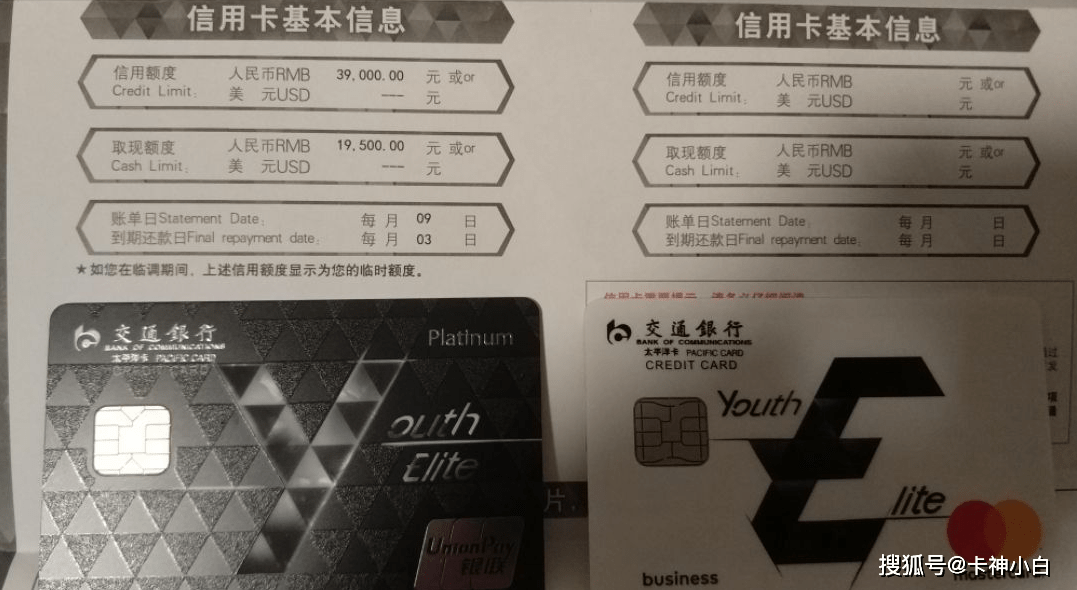 信用卡基本信息
信用额度 人民币RMB 39,000.00 元 或or
Credit Limit: 美 元USD --- 元
取现额度 人民币RMB 19,500.00 元 或or
Cash Limit: 美 元USD --- 元
账单日Statement Date: 每 月 09 日
到期还款日Final repayment date: 每 月 03 日
★如您在临调期间，上述信用额度显示为您的临时额度。
信用卡基本信息
信用额度 人民币RMB 元 或or
Credit Limit: 美 元USD 元
取现额度 人民币RMB 元 或or
Cash Limit: 美 元USD 元
账单日Statement Date: 每 月 日
到期还款日Final repayment date: 每 月 日
交通銀行
BANK OF COMMUNICATIONS
太平洋卡 PACIFIC CARD
CREDIT CARD
Platinum
Youth
Elite
UnionPay
银联
片，
交通銀行
BANK OF COMMUNICATIONS
太平洋卡 PACIFIC CARD
CREDIT CARD
Youth
Elite
business
mastercard
搜狐号@卡神小白